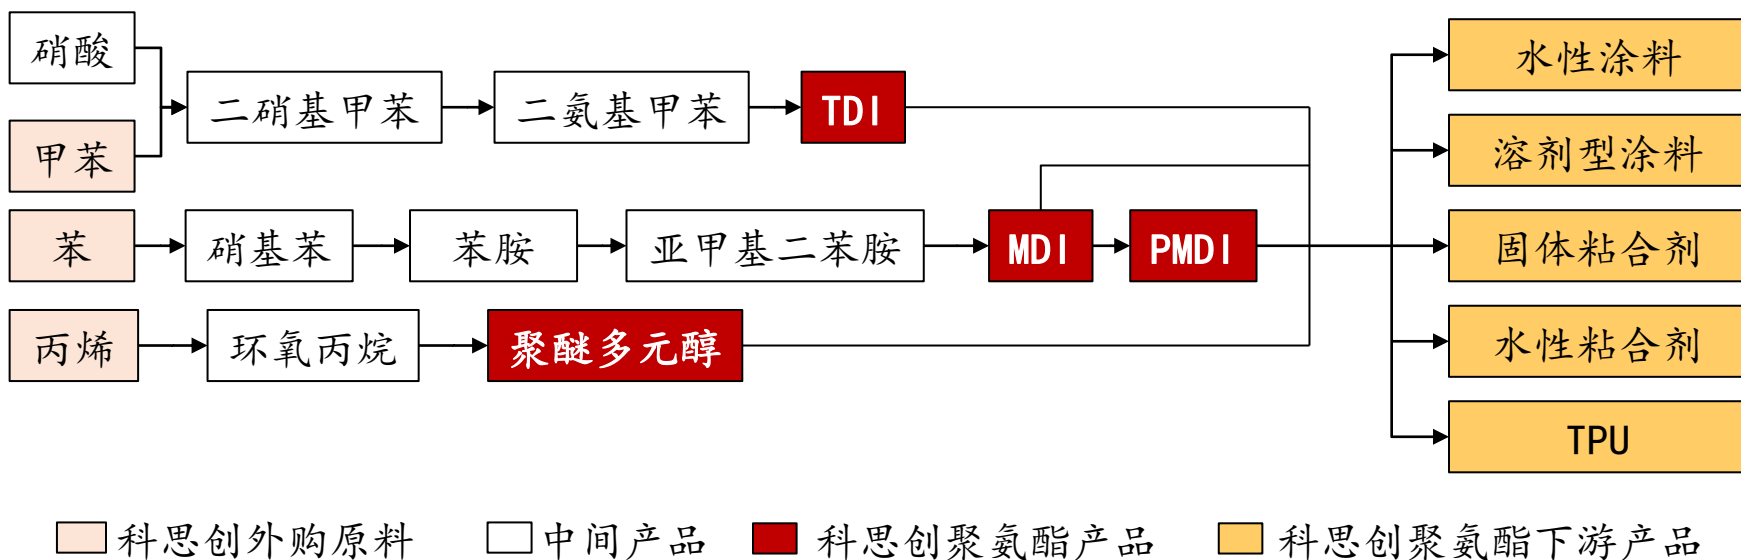 硝酸
甲苯
二硝基甲苯
二氨基甲苯
TDI
苯
硝基苯
苯胺
亚甲基二苯胺
MDI
PMDI
丙烯
环氧丙烷
聚醚多元醇
水性涂料
溶剂型涂料
固体粘合剂
水性粘合剂
TPU
科思创外购原料
中间产品
科思创聚氨酯产品
科思创聚氨酯下游产品